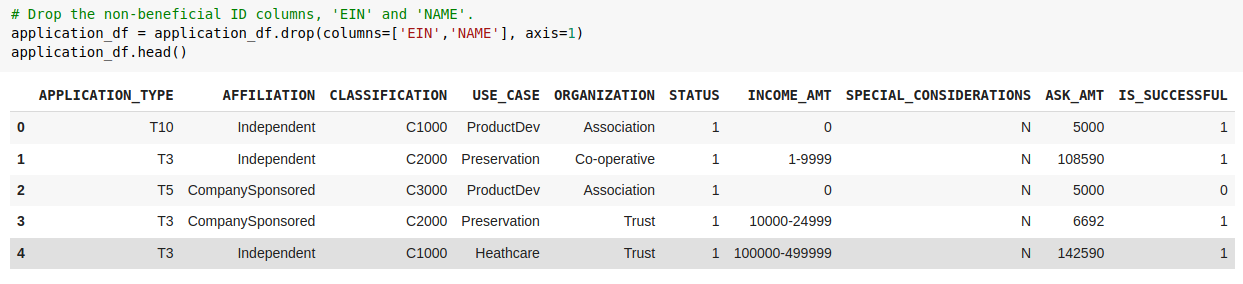 # Drop the non-beneficial ID columns, 'EIN' and 'NAME'.
application_df = application_df.drop(columns=['EIN','NAME'], axis=1)
application_df.head()
APPLICATION_TYPE AFFILIATION CLASSIFICATION USE_CASE ORGANIZATION STATUS INCOME_AMT SPECIAL_CONSIDERATIONS ASK_AMT IS_SUCCESSFUL
0 T10 Independent C1000 ProductDev Association 1 0 N 5000 1
1 T3 Independent C2000 Preservation Co-operative 1 1-9999 N 108590 1
2 T5 CompanySponsored C3000 ProductDev Association 1 0 N 5000 0
3 T3 CompanySponsored C2000 Preservation Trust 1 10000-24999 N 6692 1
4 T3 Independent C1000 Heathcare Trust 1 100000-499999 N 142590 1